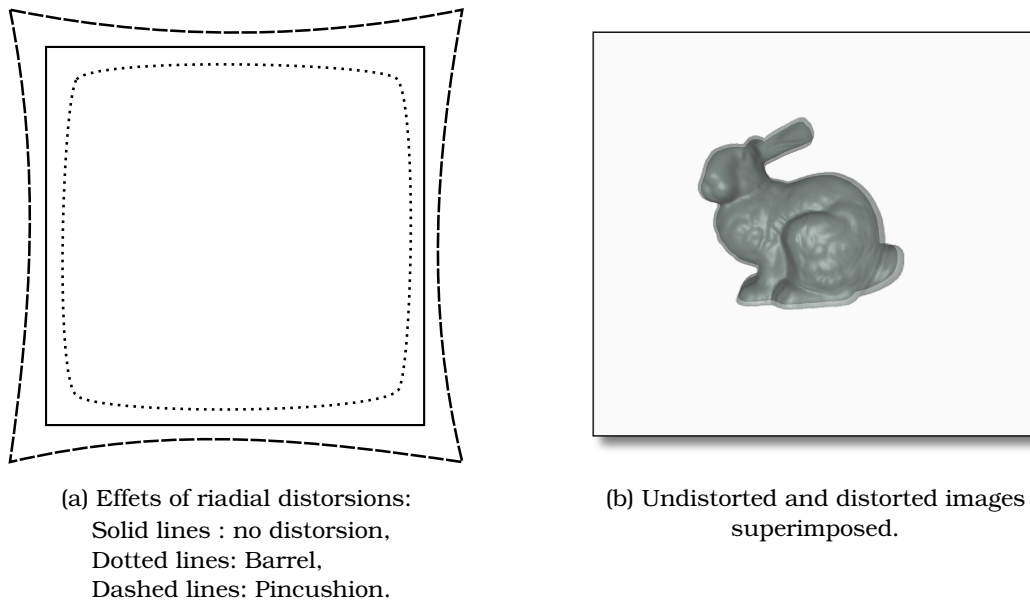 (a) Effets of riadial distorsions:
Solid lines : no distorsion,
Dotted lines: Barrel,
Dashed lines: Pincushion.
(b) Undistorted and distorted images
superimposed.